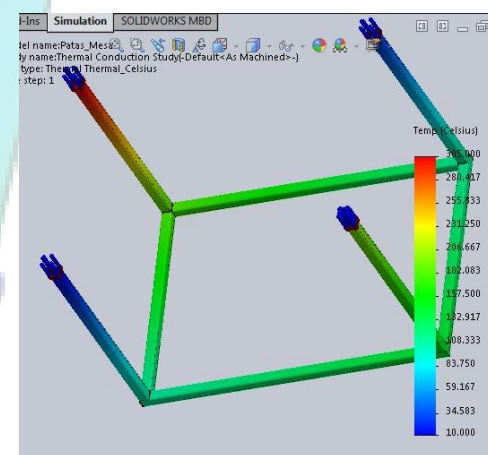 d-Ins Simulation SOLIDWORKS MBD
del name:Patas_Mesa
dy name:Thermal Conduction Study(-Default<As Machined>-)
type: Thermal Thermal_Celsius
step: 1
Temp (Celsius)
305.000
280.417
255.833
231.250
206.667
182.083
157.500
132.917
108.333
83.750
59.167
34.583
10.000